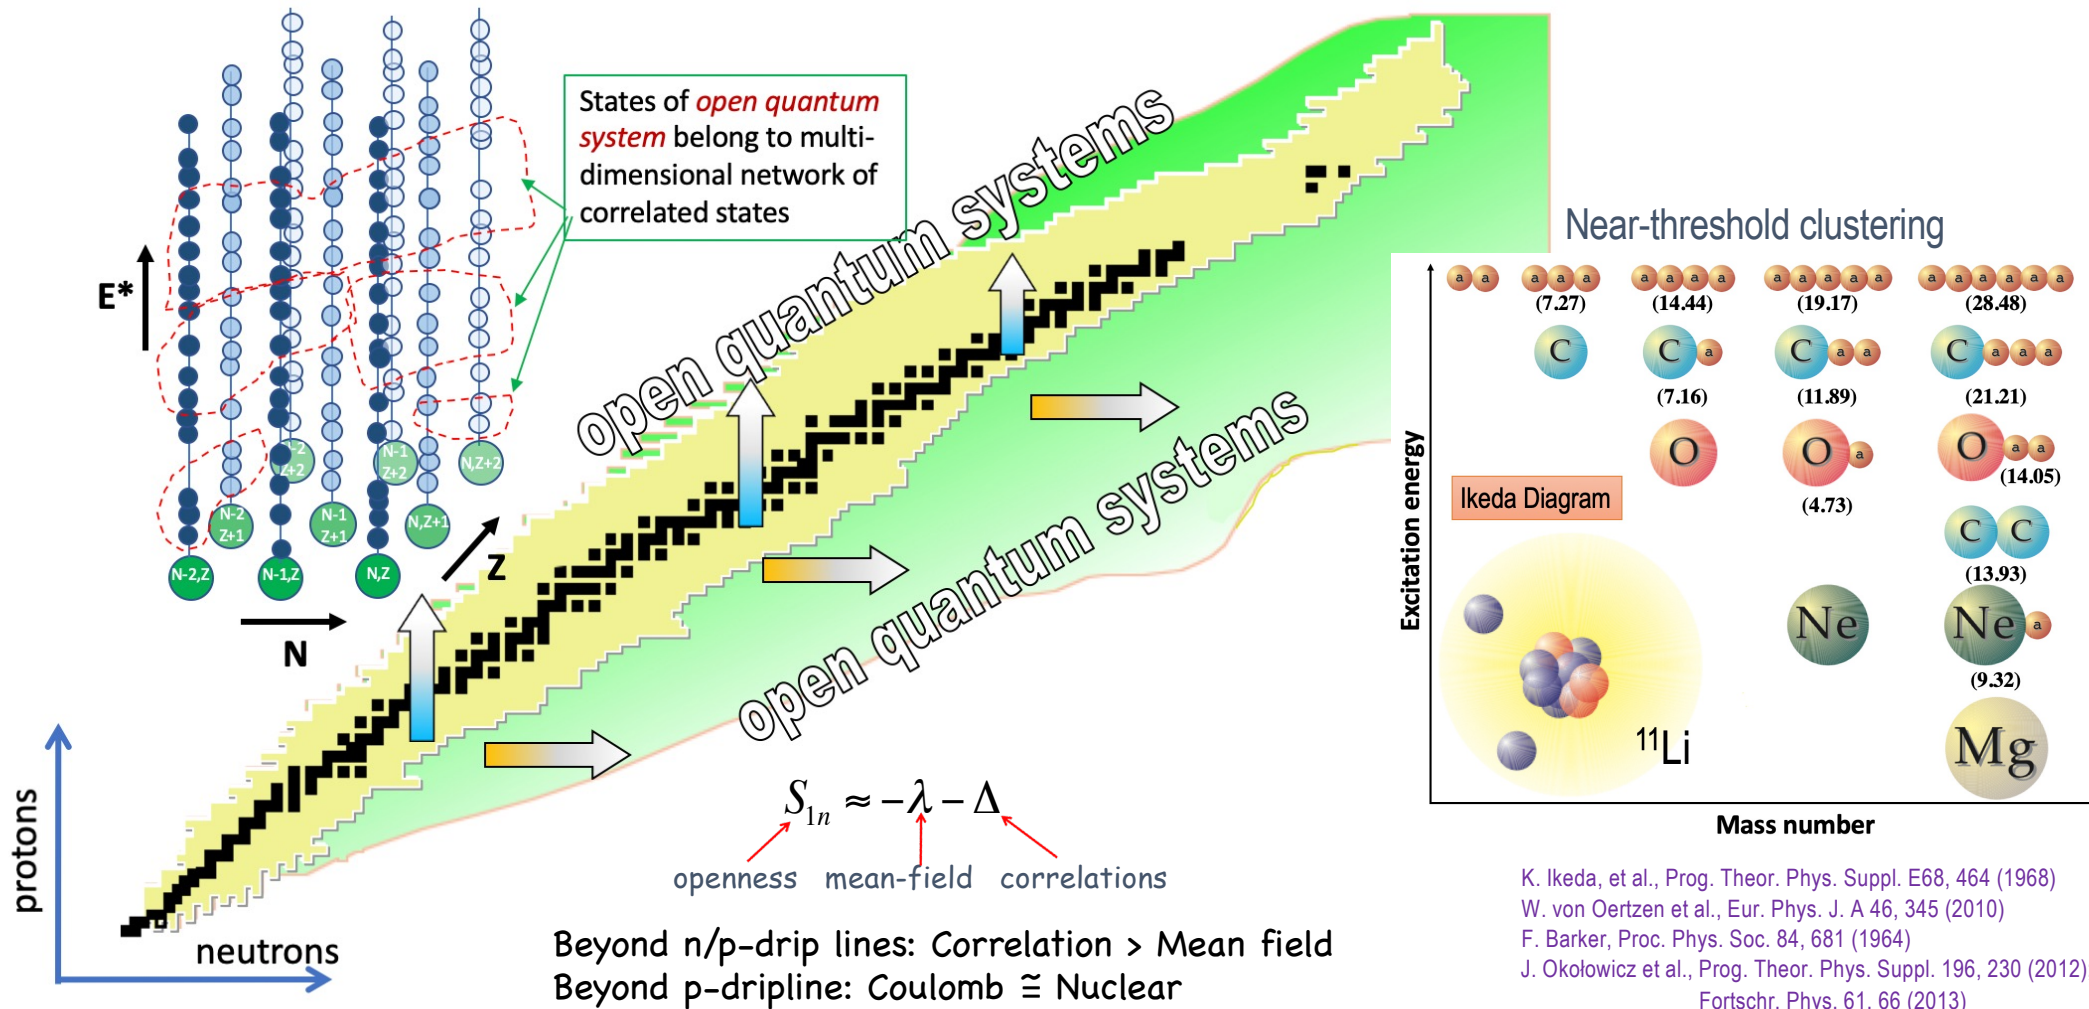 States of open quantum
system belong to multi-
dimensional network of
correlated states
E*
N-2
Z+2
N-1
Z+2
N,Z+2
N-2
Z+1
N-1
Z+1
N,Z+1
N-2,Z
N-1,Z
N,Z
Z
N
open quantum systems
open quantum systems
protons
neutrons
S1n ≈ −λ − Δ
openness mean-field correlations
Beyond n/p-drip lines: Correlation > Mean field
Beyond p-dripline: Coulomb ≅ Nuclear
Near-threshold clustering
a a a a a a a a a a a a a a a a a a a a
(7.27) (14.44) (19.17) (28.48)
C C a C a a C a a a
(7.16) (11.89) (21.21)
O O a O a a
(4.73) (14.05)
Ikeda Diagram
C C
(13.93)
Ne Ne a
(9.32)
Mg
11Li
Excitation energy
Mass number
K. Ikeda, et al., Prog. Theor. Phys. Suppl. E68, 464 (1968)
W. von Oertzen et al., Eur. Phys. J. A 46, 345 (2010)
F. Barker, Proc. Phys. Soc. 84, 681 (1964)
J. Okołowicz et al., Prog. Theor. Phys. Suppl. 196, 230 (2012)
Fortschr. Phys. 61, 66 (2013)